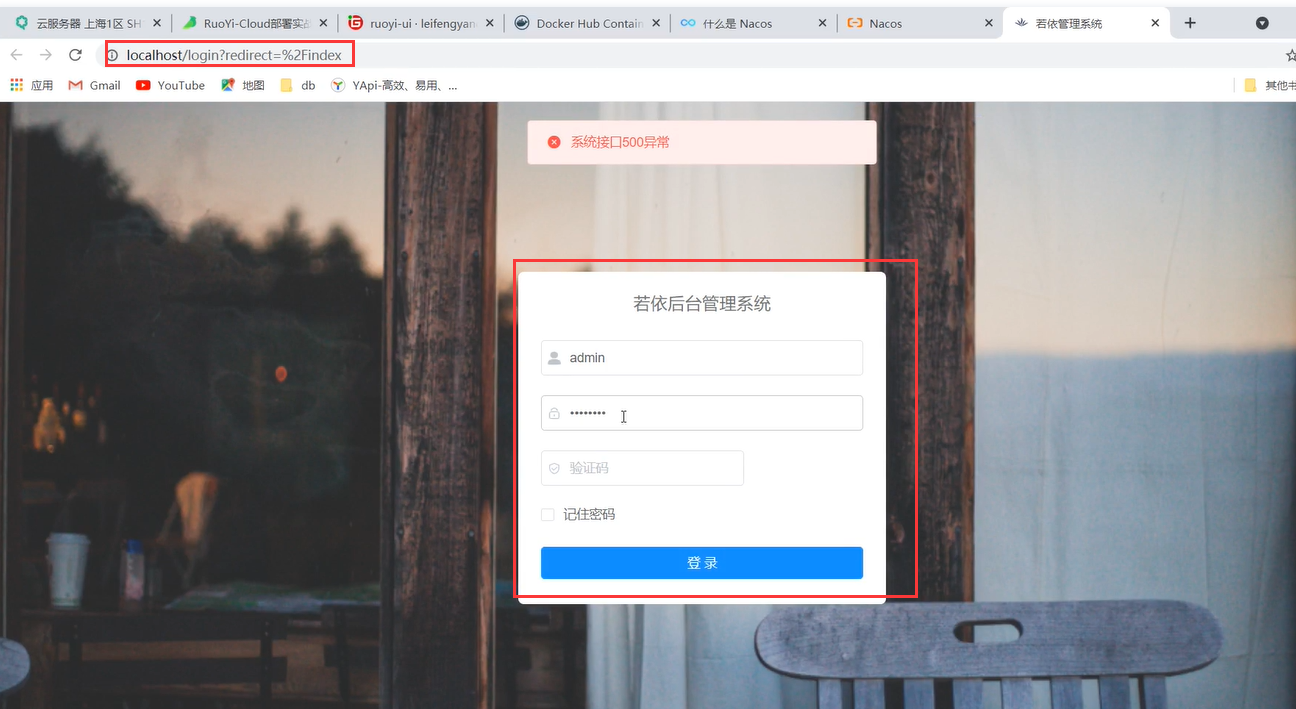 云服务器 上海1区 SH
RuoYi-Cloud部署实战
ruoyi-ui · leifengyang
Docker Hub Contain
什么是 Nacos
Nacos
若依管理系统
localhost/login?redirect=%2Findex
应用
Gmail
YouTube
地图
db
YApi-高效、易用、...
其他书
系统接口500异常
若依后台管理系统
admin
••••••••
验证码
记住密码
登 录